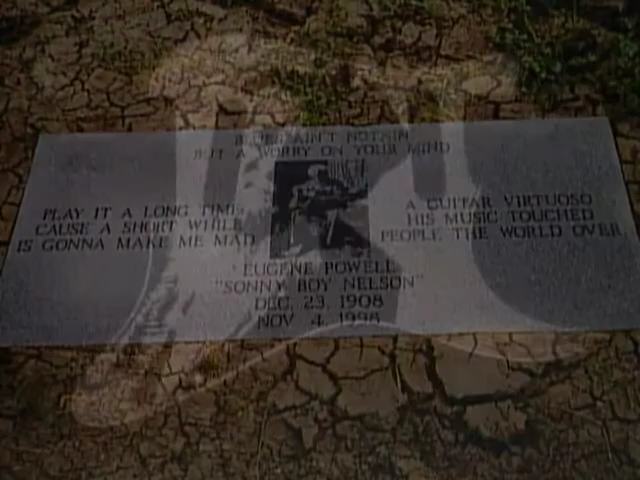 BLUES AIN'T NOTHIN
BUT A WORRY ON YOUR MIND
PLAY IT A LONG TIME
CAUSE A SHORT WHILE
IS GONNA MAKE ME MAD
A GUITAR VIRTUOSO
HIS MUSIC TOUCHED
PEOPLE THE WORLD OVER
EUGENE POWELL
"SONNY BOY NELSON"
DEC. 23, 1908
NOV. 4, 1998